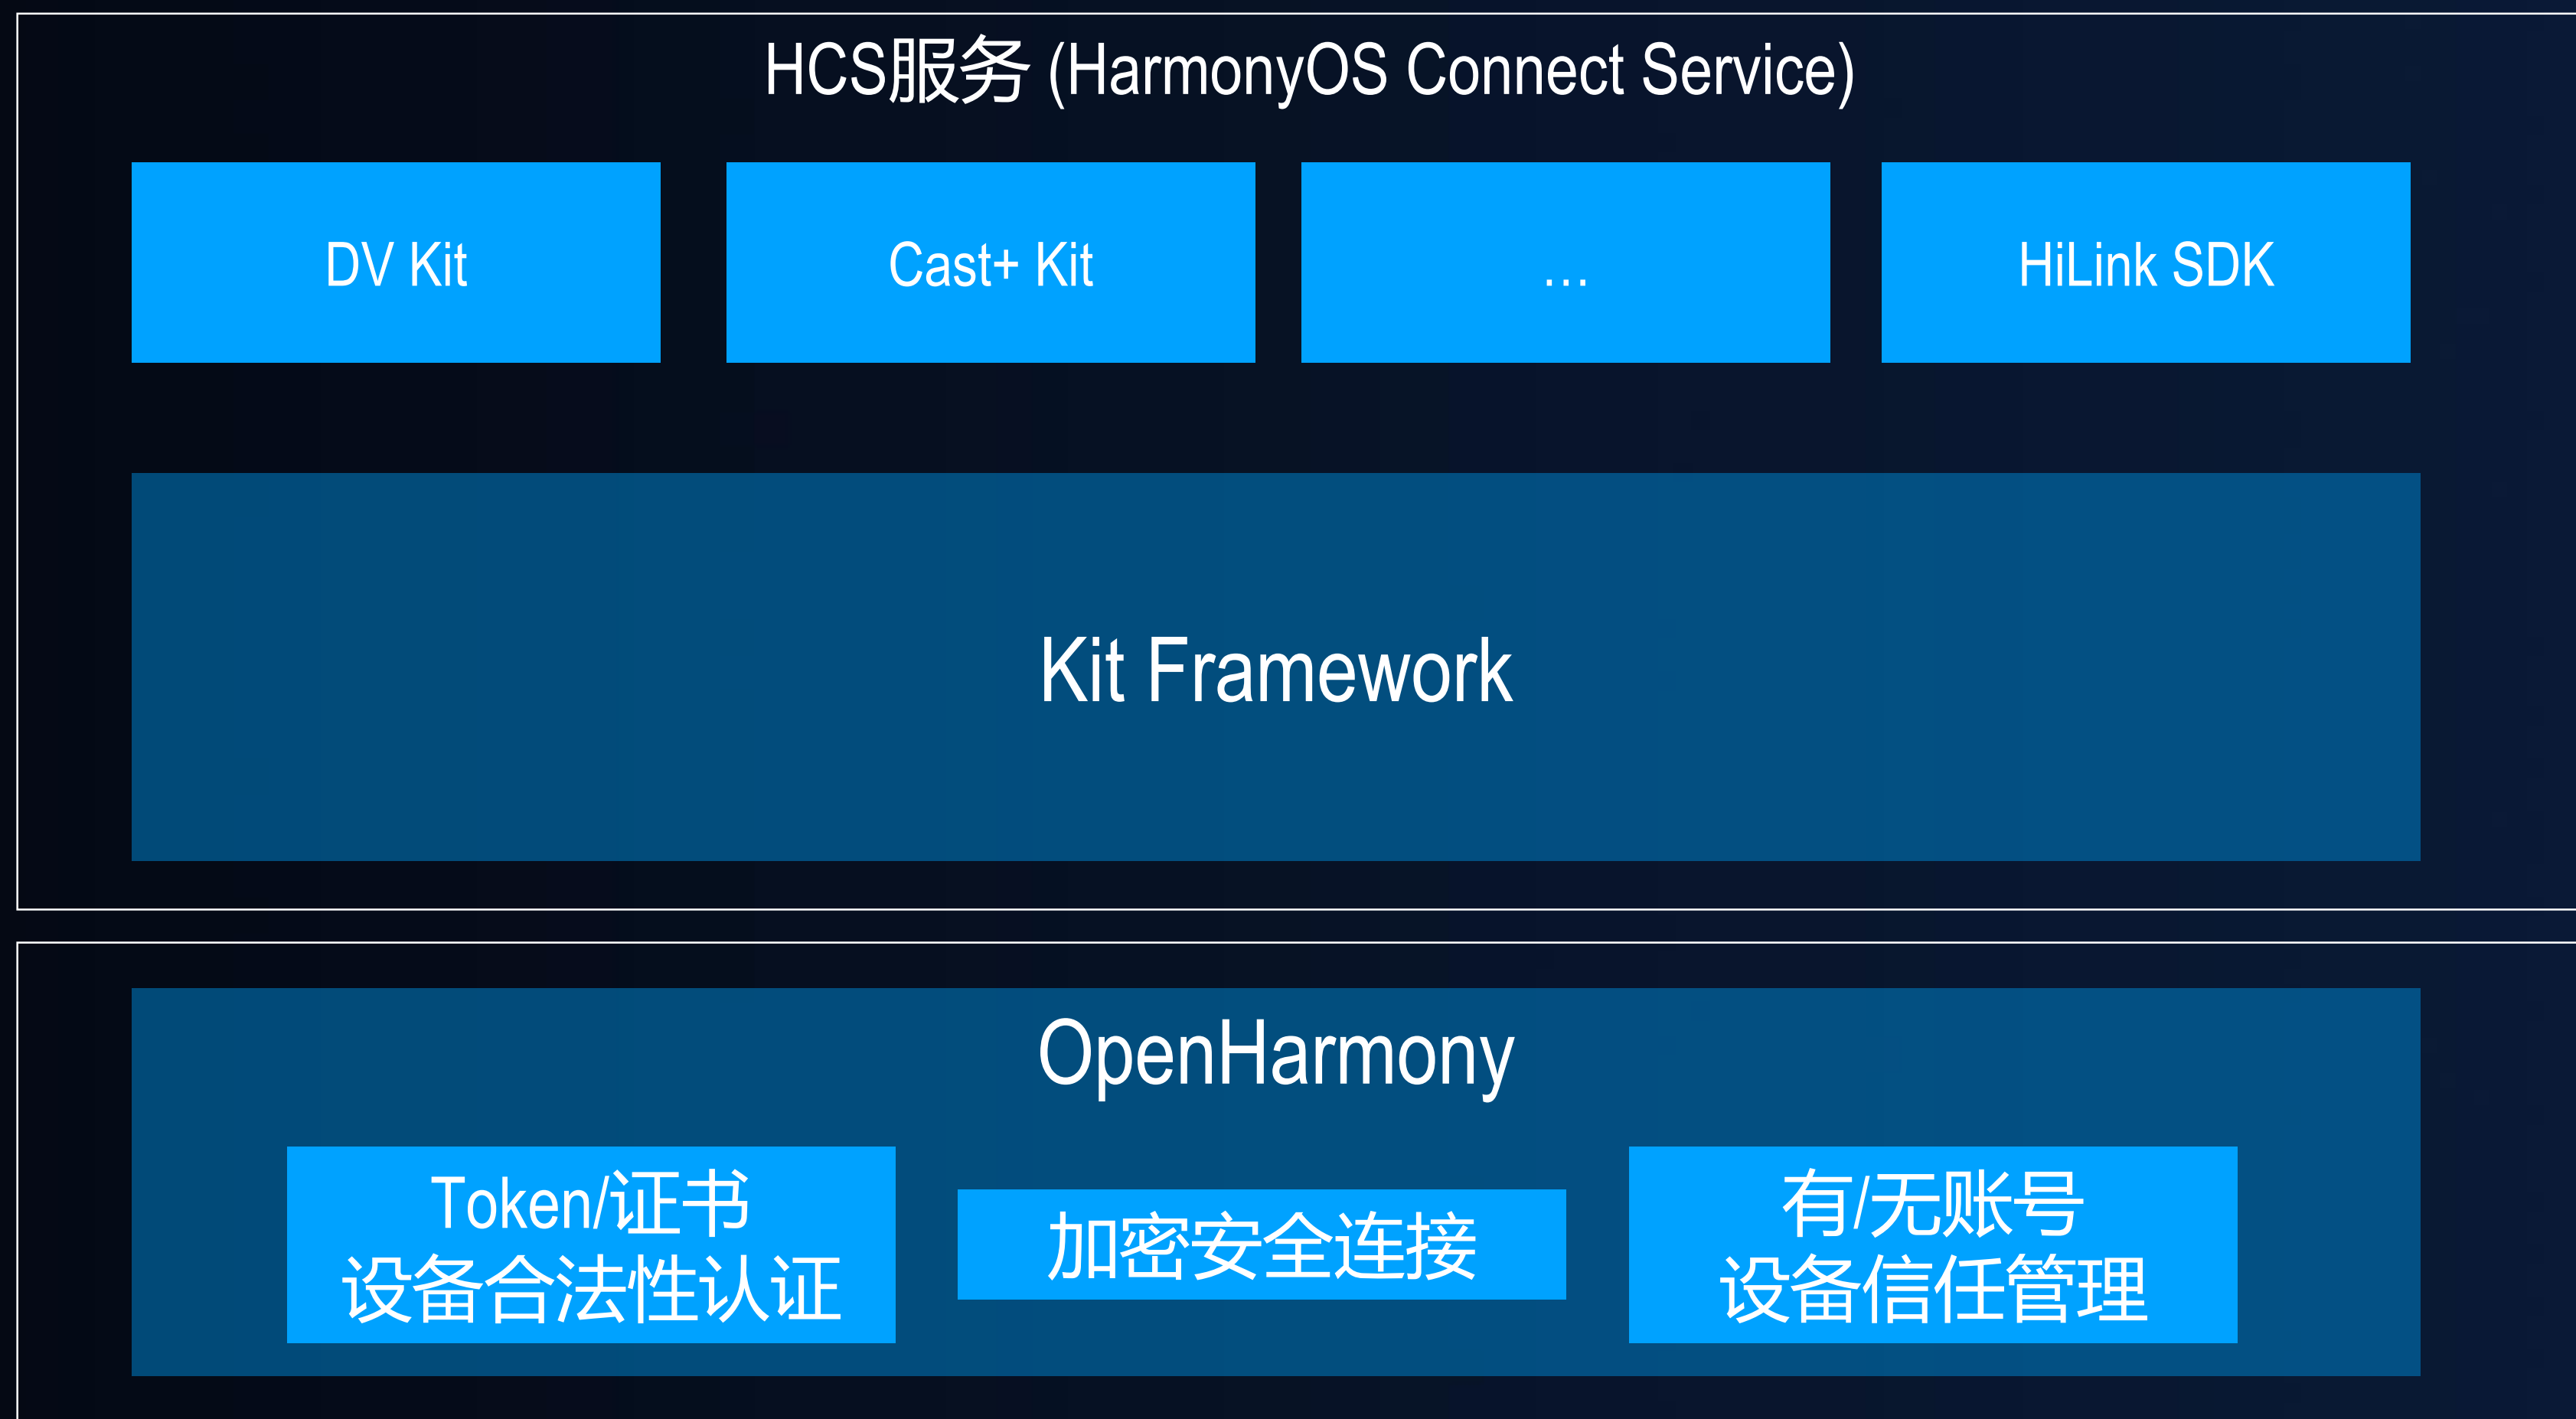 HCS服务 (HarmonyOS Connect Service)
DV Kit
Cast+ Kit
...
HiLink SDK
Kit Framework
OpenHarmony
Token/证书
设备合法性认证
加密安全连接
有/无账号
设备信任管理